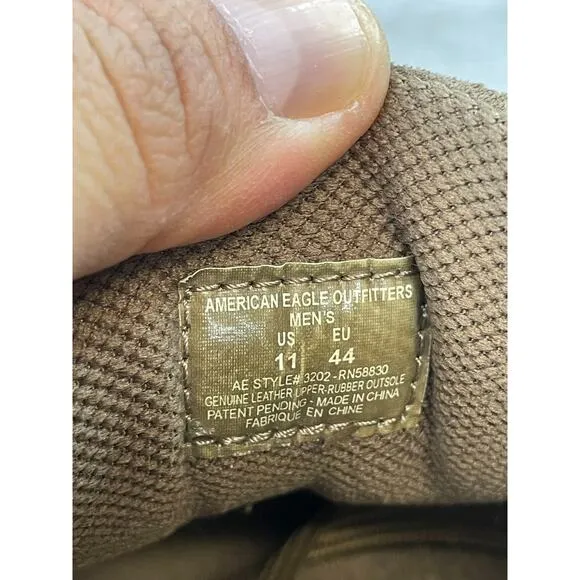 AMERICAN EAGLE OUTFITTERS
MEN'S
US EU
11 44
AE STYLE# 3202-RN58830
GENUINE LEATHER UPPER-RUBBER OUTSOLE
PATENT PENDING - MADE IN CHINA
FABRIQUE EN CHINE